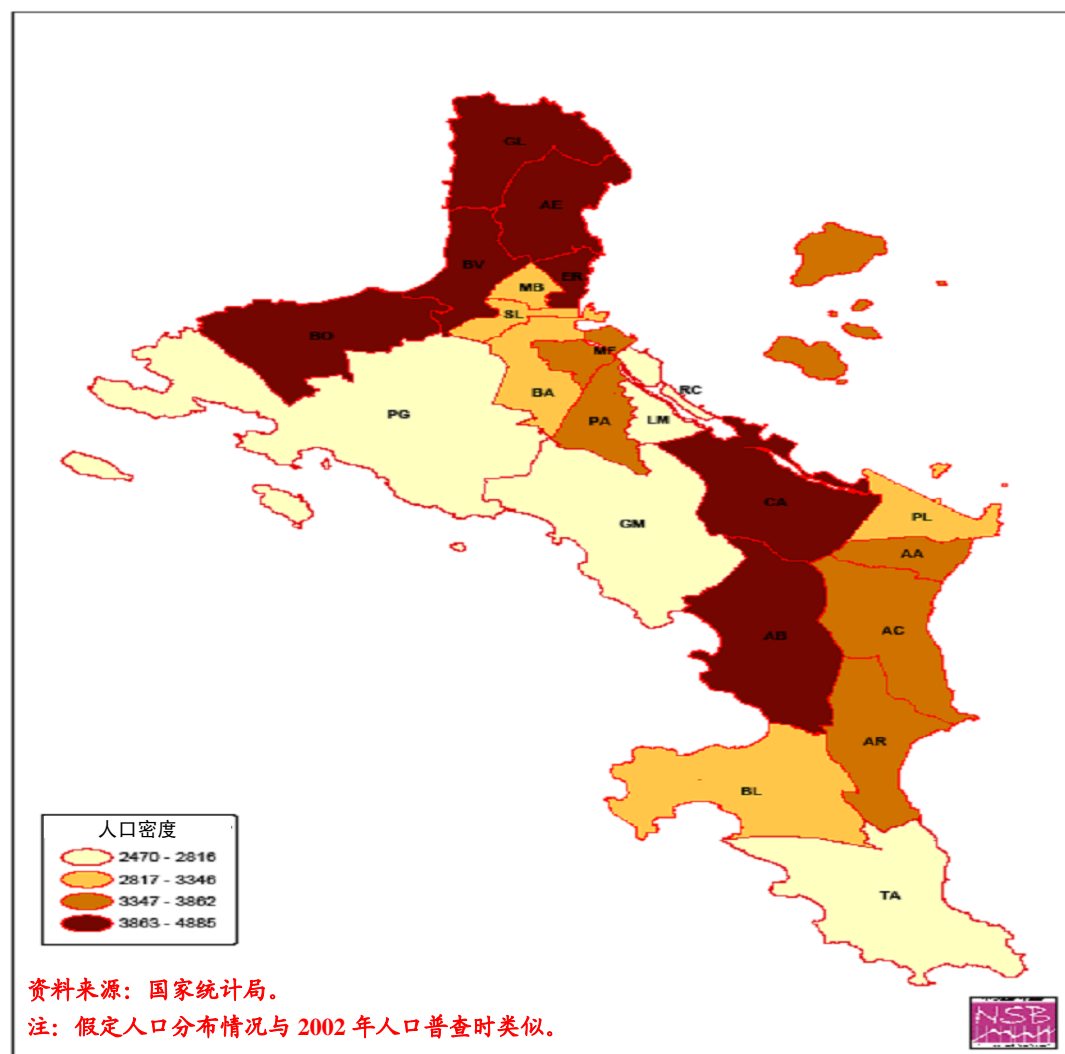 GL
AE
BV
ER
MB
SL
BO
MF
BA
RC
PG
PA
LM
CA
PL
GM
AA
AB
AC
AR
BL
TA
人口密度
2470 - 2816
2817 - 3346
3347 - 3862
3863 - 4885
资料来源：国家统计局。
注：假定人口分布情况与 2002 年人口普查时类似。
NSB